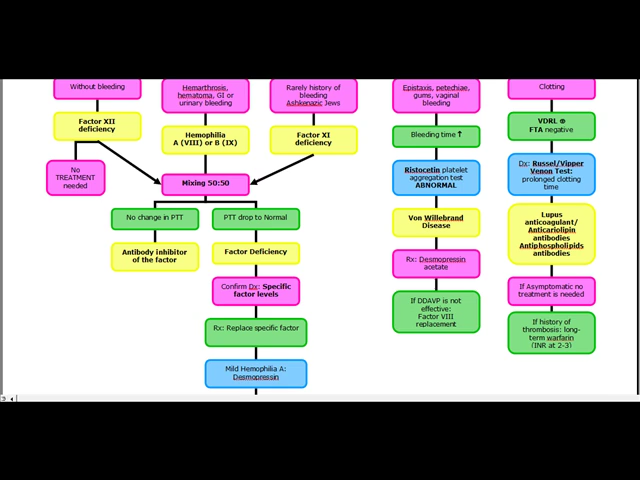 Without bleeding
Hemarthrosis,
hematoma, GI or
urinary bleeding
Rarely history of
bleeding
Ashkenazic Jews
Epistaxis, petechiae,
gums, vaginal
bleeding
Clotting
Factor XII
deficiency
Hemophilia
A (VIII) or B (IX)
Factor XI
deficiency
Bleeding time ↑
VDRL ⊕
FTA negative
No
TREATMENT
needed
Mixing 50:50
Ristocetin platelet
aggregation test
ABNORMAL
Dx: Russel/Vipper
Venon Test:
prolonged clotting
time
No change in PTT
PTT drop to Normal
Von Willebrand
Disease
Lupus
anticoagulant/
Anticariolipin
antibodies
Antiphospholipids
antibodies
Antibody inhibitor
of the factor
Factor Deficiency
Rx: Desmopressin
acetate
Confirm Dx: Specific
factor levels
If Asymptomatic no
treatment is needed
If DDAVP is not
effective:
Factor VIII
replacement
Rx: Replace specific factor
If history of
thrombosis: long-
term warfarin
(INR at 2-3)
Mild Hemophilia A:
Desmopressin